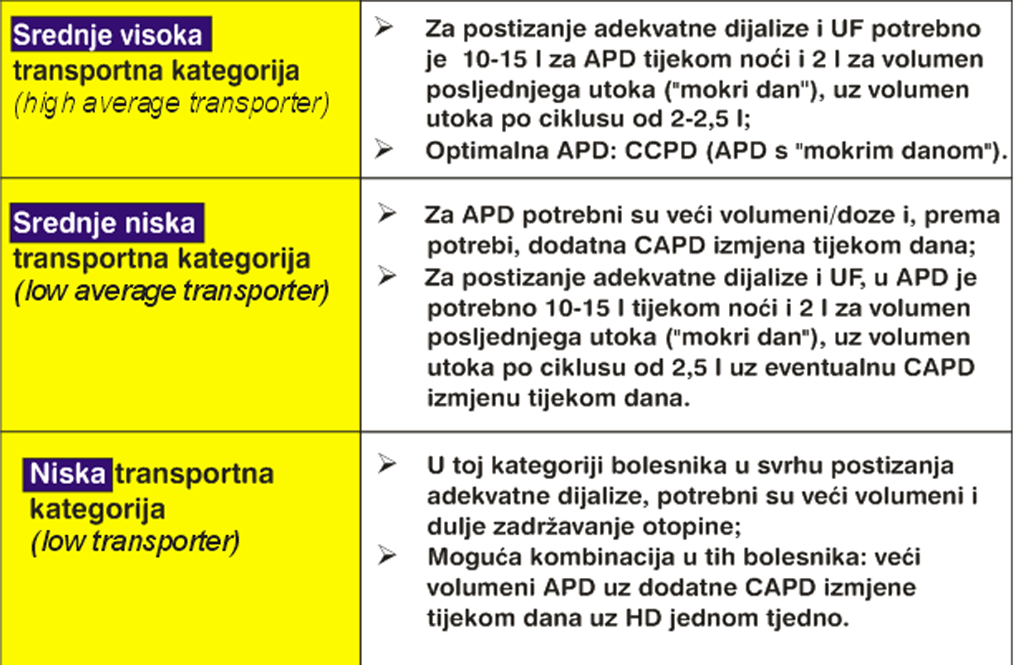 Srednje visoka
transportna kategorija
(high average transporter)
➢ Za postizanje adekvatne dijalize i UF potrebno
je 10-15 l za APD tijekom noći i 2 l za volumen
posljednjega utoka ("mokri dan"), uz volumen
utoka po ciklusu od 2-2,5 l;
➢ Optimalna APD: CCPD (APD s "mokrim danom").
Srednje niska
transportna kategorija
(low average transporter)
➢ Za APD potrebni su veći volumeni/doze i, prema
potrebi, dodatna CAPD izmjena tijekom dana;
➢ Za postizanje adekvatne dijalize i UF, u APD je
potrebno 10-15 l tijekom noći i 2 l za volumen
posljednjega utoka ("mokri dan"), uz volumen
utoka po ciklusu od 2,5 l uz eventualnu CAPD
izmjenu tijekom dana.
Niska transportna
kategorija
(low transporter)
➢ U toj kategoriji bolesnika u svrhu postizanja
adekvatne dijalize, potrebni su veći volumeni i
dulje zadržavanje otopine;
➢ Moguća kombinacija u tih bolesnika: veći
volumeni APD uz dodatne CAPD izmjene
tijekom dana uz HD jednom tjedno.